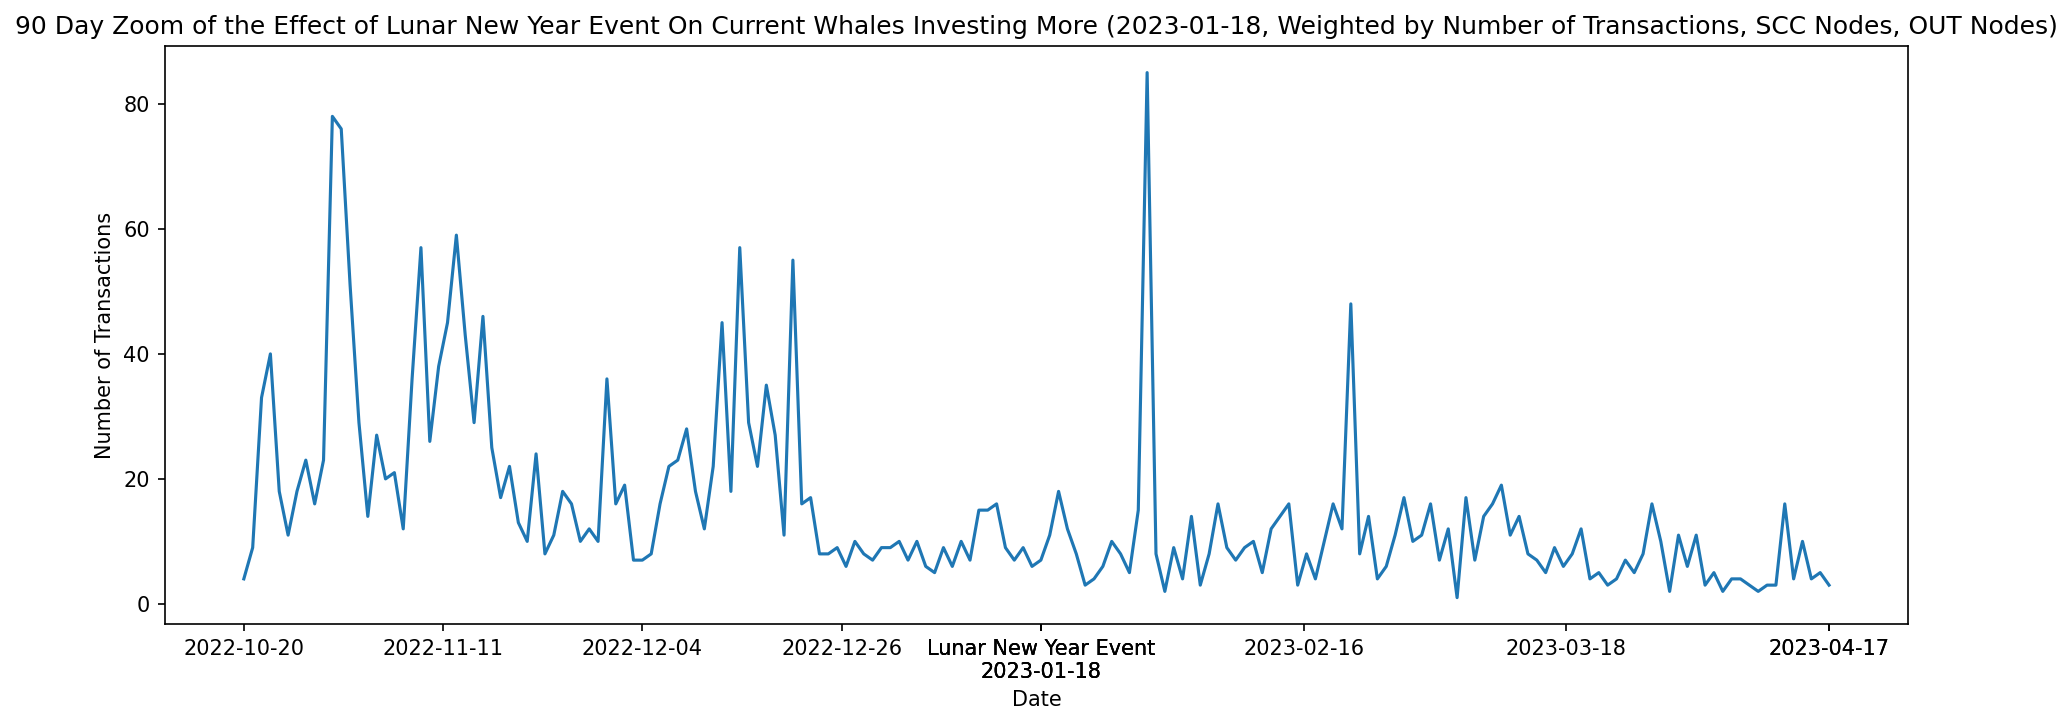 90 Day Zoom of the Effect of Lunar New Year Event On Current Whales Investing More (2023-01-18, Weighted by Number of Transactions, SCC Nodes, OUT Nodes)
Number of Transactions
80
60
40
20
0
2022-10-20 2022-11-11 2022-12-04 2022-12-26 Lunar New Year Event 2023-02-16 2023-03-18 2023-04-17
2023-01-18
Date